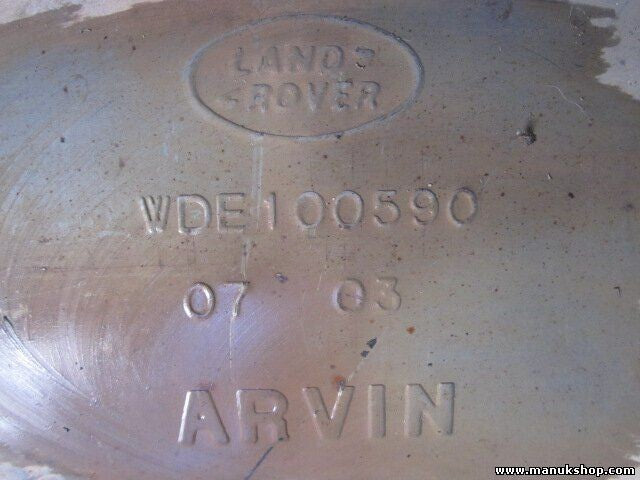 LAND
ROVER
WDE100590
07 03
ARVIN
www.manukshop.com